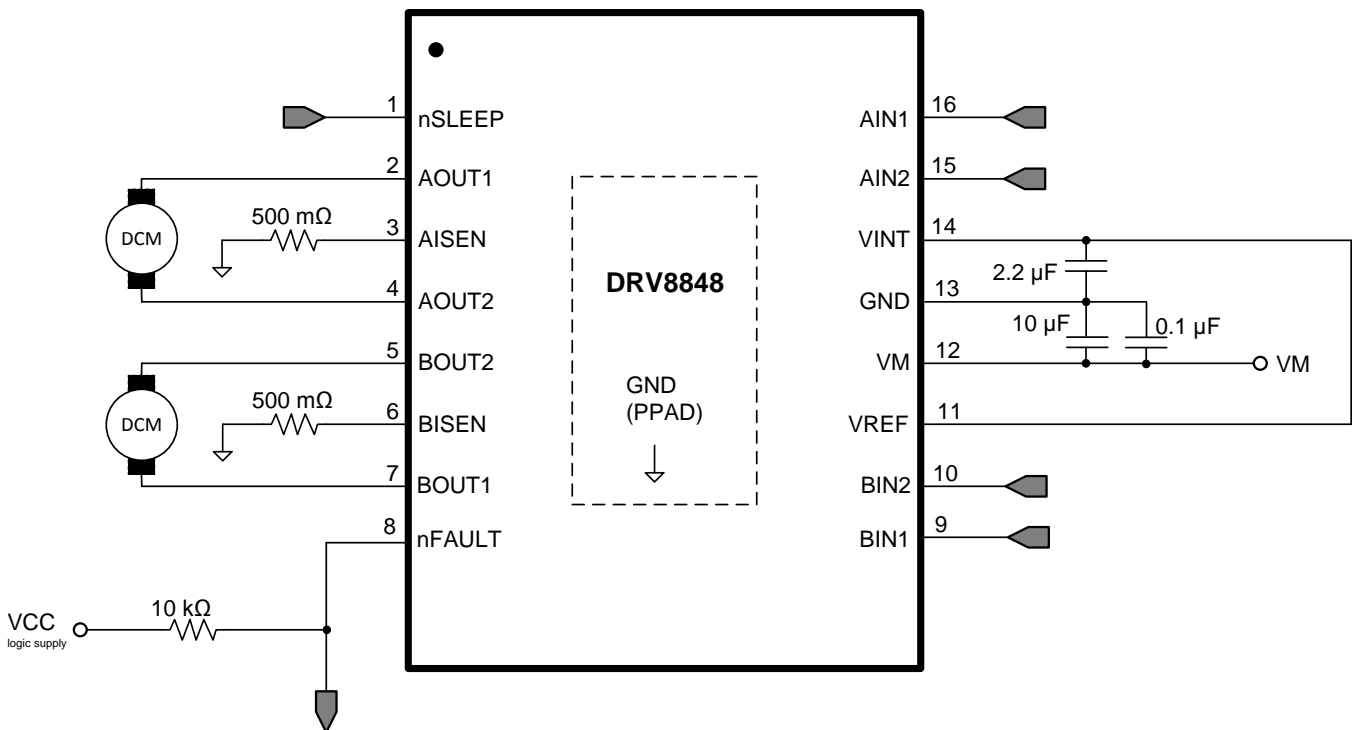 1
nSLEEP
2
AOUT1
DCM
500 mΩ
3
AISEN
4
AOUT2
5
BOUT2
DCM
500 mΩ
6
BISEN
7
BOUT1
8
nFAULT
10 kΩ
VCC
logic supply
DRV8848
GND
(PPAD)
AIN1
16
AIN2
15
VINT
14
2.2 µF
GND
13
10 µF
0.1 µF
VM
12
VM
VREF
11
BIN2
10
BIN1
9